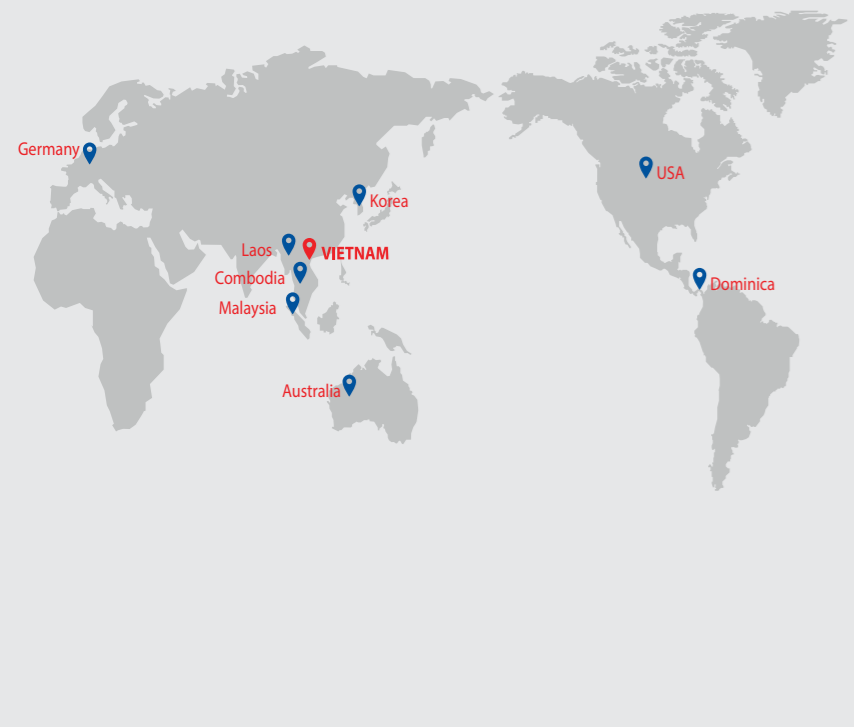 Germany
USA
Korea
Laos
VIETNAM
Combodia
Dominica
Malaysia
Australia